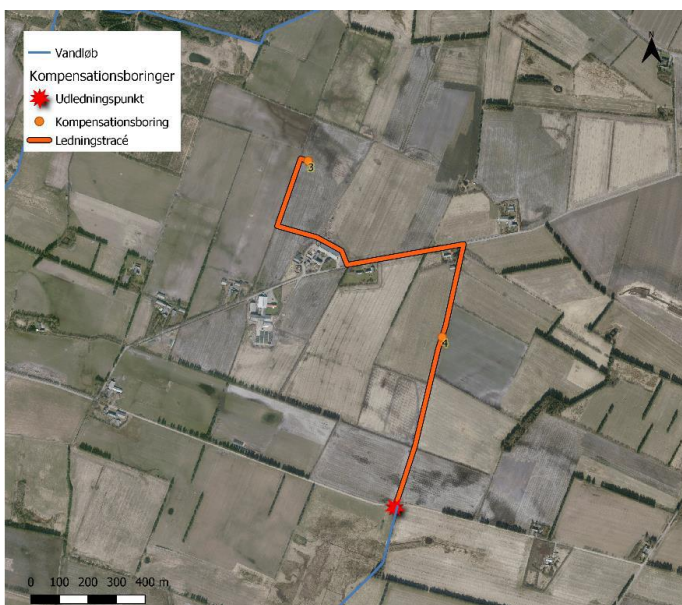 Vandløb
Kompensationsboringer
Udledningspunkt
Kompensationsboring
Ledningstracé
N
3
4
0 100 200 300 400 m